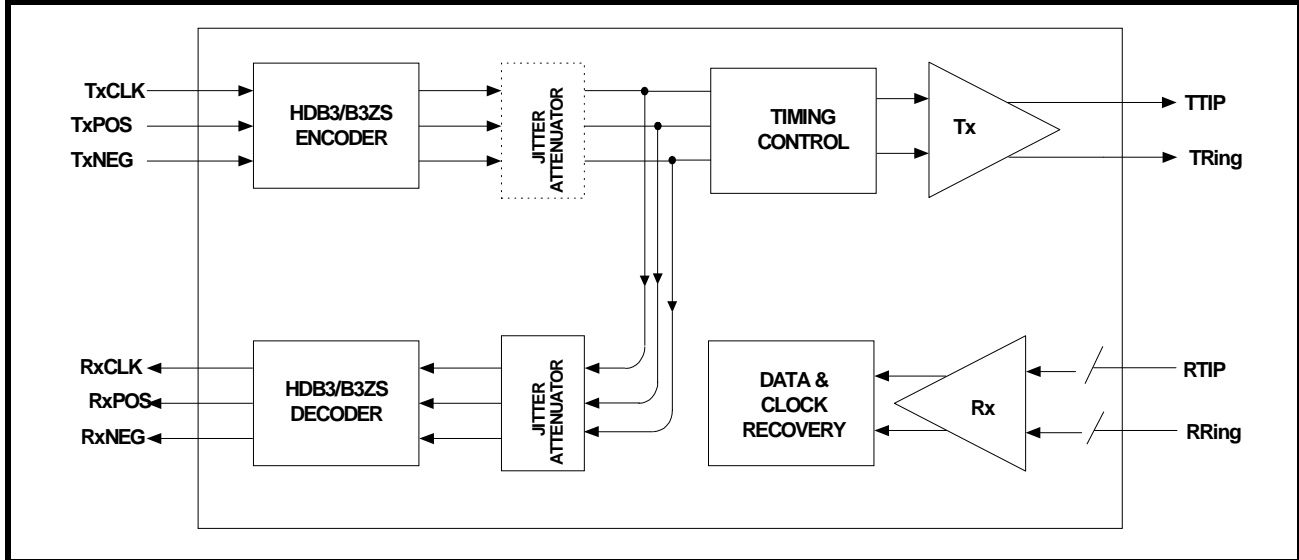 TxCLK
TxPOS
TxNEG
HDB3/B3ZS
ENCODER
JITTER
ATTENUATOR
TIMING
CONTROL
Tx
TTIP
TRing
RxCLK
RxPOS
RxNEG
HDB3/B3ZS
DECODER
JITTER
ATTENUATOR
DATA &
CLOCK
RECOVERY
Rx
RTIP
RRing